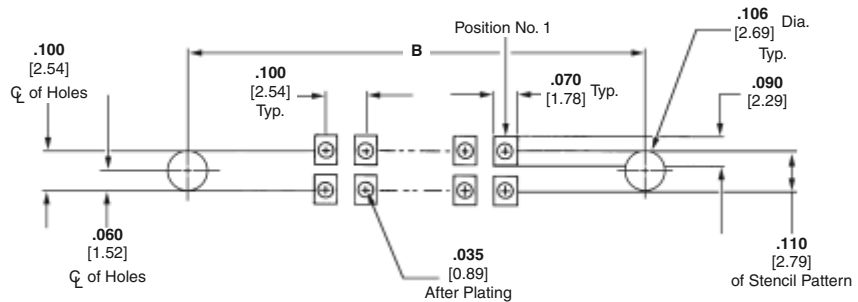 .100
[2.54]
℄ of Holes
.100
[2.54]
Typ.
B
Position No. 1
.070
[1.78]
Typ.
.106
[2.69]
Dia.
Typ.
.090
[2.29]
.060
[1.52]
℄ of Holes
.035
[0.89]
After Plating
.110
[2.79]
of Stencil Pattern